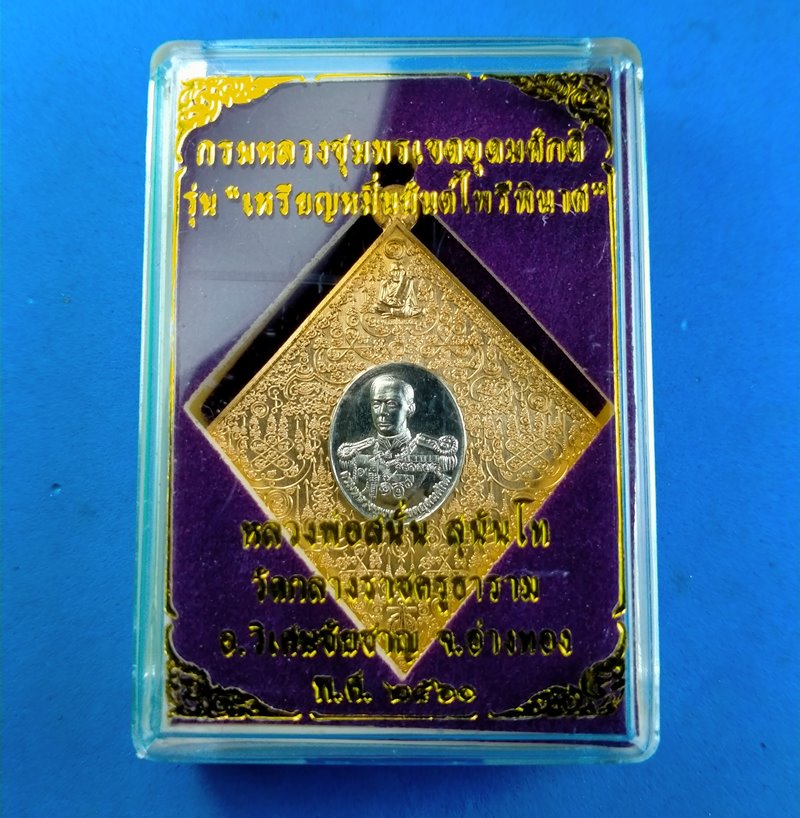 กรมหลวงชุมพรเขตอุดมศักดิ์
รุ่น "เหรียญหมื่นยันต์ไพรีพินาศ"
หลวงพ่อสนั่น สุนันโท
วัดกลางราชครูธาราม
อ.วิเศษชัยชาญ จ.อ่างทอง
พ.ศ. ๒๕๖๐